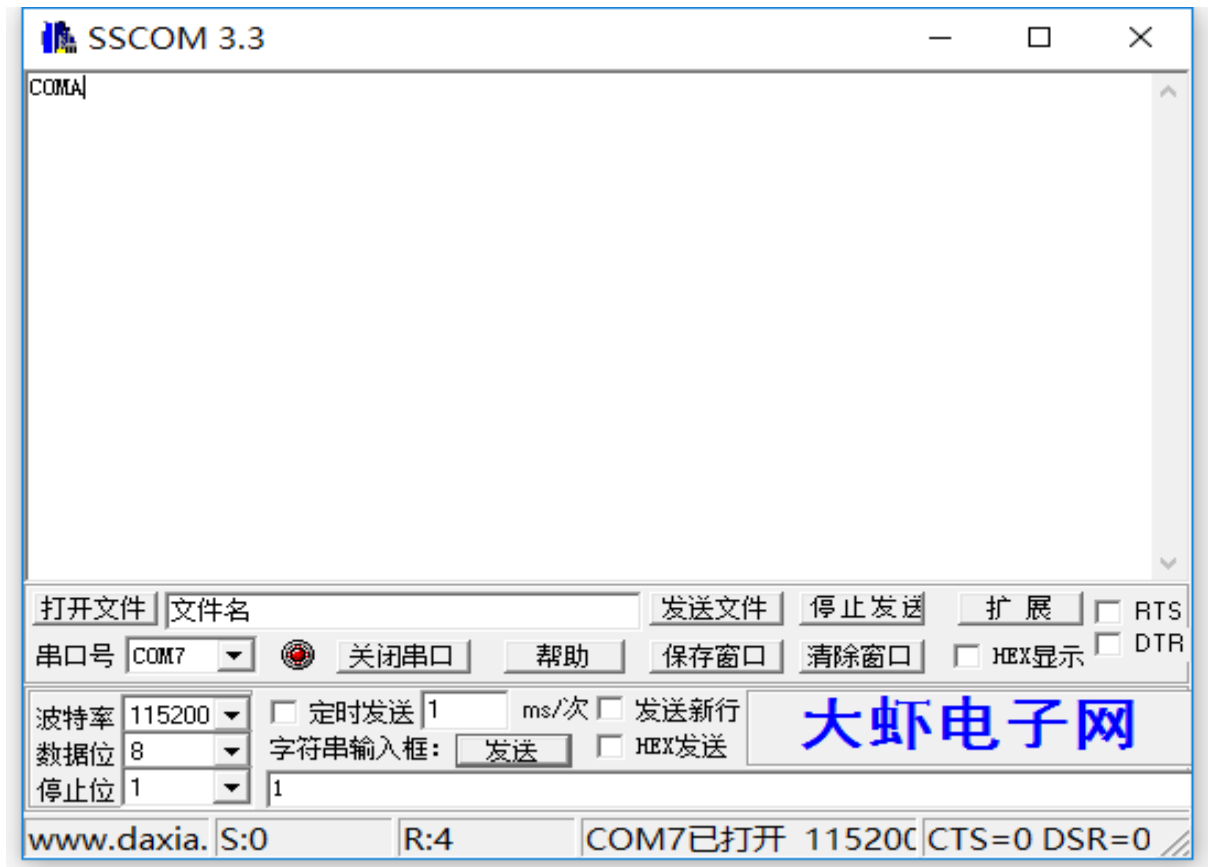 SSCOM 3.3
COMA
打开文件 文件名 发送文件 停止发送 扩 展 RTS
串口号 COM7 关闭串口 帮助 保存窗口 清除窗口 HEX显示 DTR
波特率 115200 定时发送 1 ms/次 发送新行 大虾电子网
数据位 8 字符串输入框： 发送 HEX发送
停止位 1 1
www.daxia. S:0 R:4 COM7已打开 115200 CTS=0 DSR=0